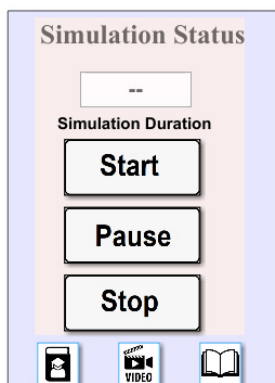 Simulation Status
--
Simulation Duration
Start
Pause
Stop
VIDEO